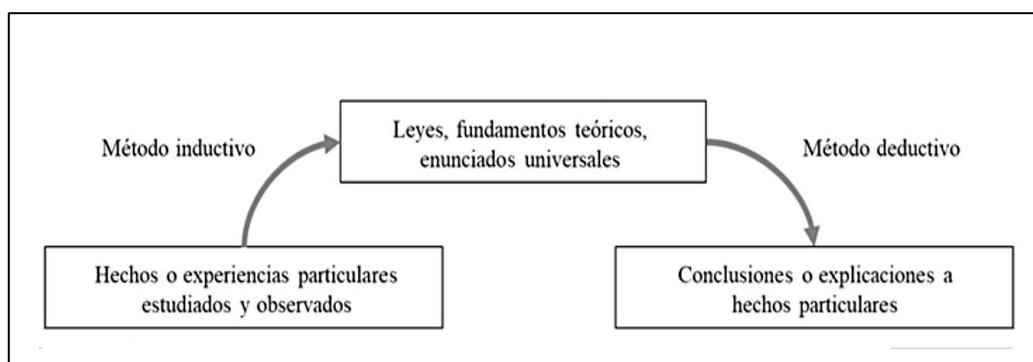 Leyes, fundamentos teóricos,
enunciados universales
Método inductivo
Método deductivo
Hechos o experiencias particulares
estudiados y observados
Conclusiones o explicaciones a
hechos particulares